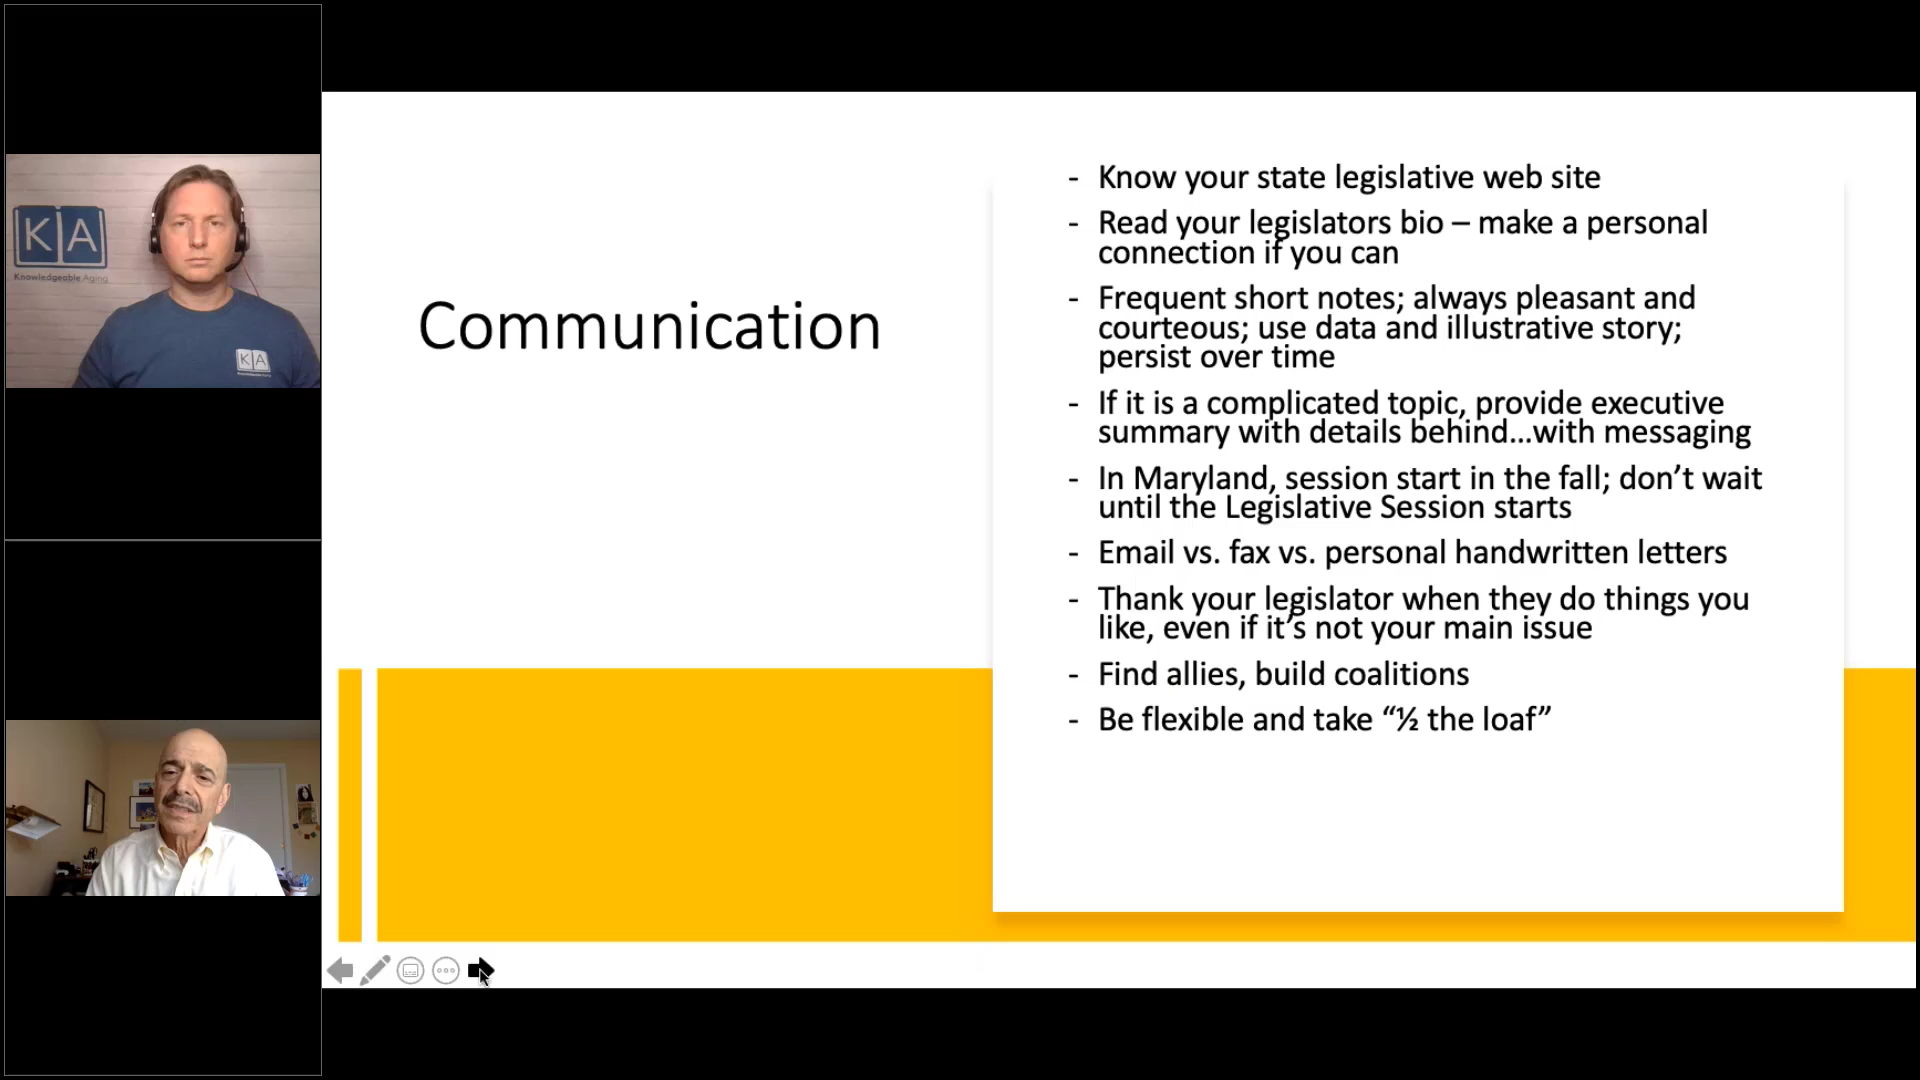 K A
Knowledgeable Aging
K A
Communication
- Know your state legislative web site
- Read your legislators bio – make a personal
connection if you can
- Frequent short notes; always pleasant and
courteous; use data and illustrative story;
persist over time
- If it is a complicated topic, provide executive
summary with details behind...with messaging
- In Maryland, session start in the fall; don’t wait
until the Legislative Session starts
- Email vs. fax vs. personal handwritten letters
- Thank your legislator when they do things you
like, even if it’s not your main issue
- Find allies, build coalitions
- Be flexible and take “½ the loaf”